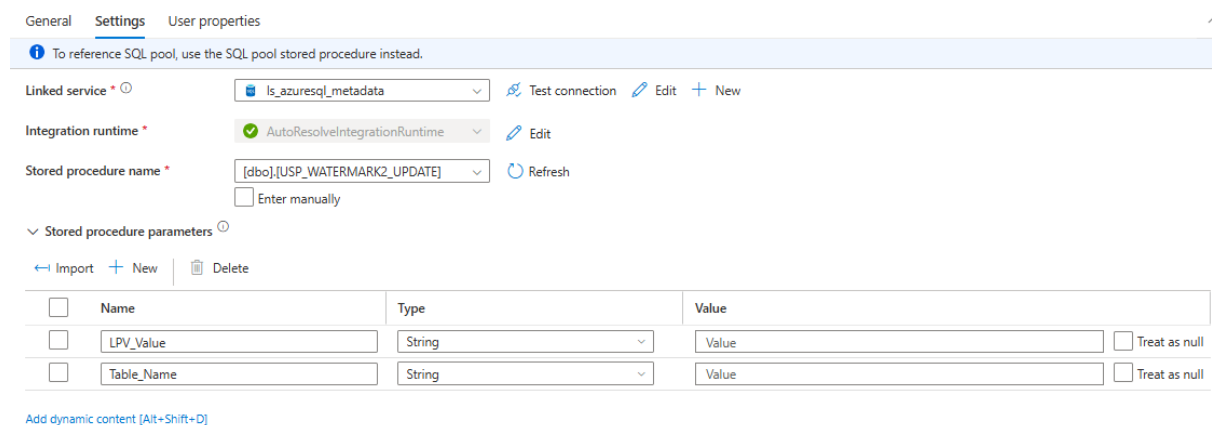 General Settings User properties
To reference SQL pool, use the SQL pool stored procedure instead.
Linked service * ls_azuresql_metadata Test connection Edit New
Integration runtime * AutoResolveIntegrationRuntime Edit
Stored procedure name * [dbo].[USP_WATERMARK2_UPDATE] Refresh
Enter manually
Stored procedure parameters
Import New Delete
Name Type Value
LPV_Value String Value Treat as null
Table_Name String Value Treat as null
Add dynamic content [Alt+Shift+D]